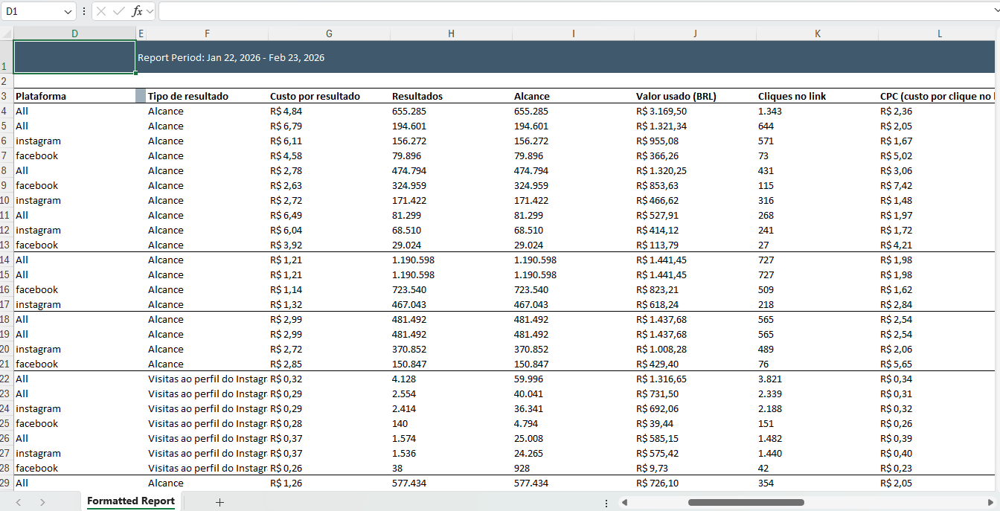 D1 fx
D E F G H I J K L
1 Report Period: Jan 22, 2026 - Feb 23, 2026
2
3 Plataforma Tipo de resultado Custo por resultado Resultados Alcance Valor usado (BRL) Cliques no link CPC (custo por clique no l
4 All Alcance R$ 4,84 655.285 655.285 R$ 3.169,50 1.343 R$ 2,36
5 All Alcance R$ 6,79 194.601 194.601 R$ 1.321,34 644 R$ 2,05
6 instagram Alcance R$ 6,11 156.272 156.272 R$ 955,08 571 R$ 1,67
7 facebook Alcance R$ 4,58 79.896 79.896 R$ 366,26 73 R$ 5,02
8 All Alcance R$ 2,78 474.794 474.794 R$ 1.320,25 431 R$ 3,06
9 facebook Alcance R$ 2,63 324.959 324.959 R$ 853,63 115 R$ 7,42
10 instagram Alcance R$ 2,72 171.422 171.422 R$ 466,62 316 R$ 1,48
11 All Alcance R$ 6,49 81.299 81.299 R$ 527,91 268 R$ 1,97
12 instagram Alcance R$ 6,04 68.510 68.510 R$ 414,12 241 R$ 1,72
13 facebook Alcance R$ 3,92 29.024 29.024 R$ 113,79 27 R$ 4,21
14 All Alcance R$ 1,21 1.190.598 1.190.598 R$ 1.441,45 727 R$ 1,98
15 All Alcance R$ 1,21 1.190.598 1.190.598 R$ 1.441,45 727 R$ 1,98
16 facebook Alcance R$ 1,14 723.540 723.540 R$ 823,21 509 R$ 1,62
17 instagram Alcance R$ 1,32 467.043 467.043 R$ 618,24 218 R$ 2,84
18 All Alcance R$ 2,99 481.492 481.492 R$ 1.437,68 565 R$ 2,54
19 All Alcance R$ 2,99 481.492 481.492 R$ 1.437,68 565 R$ 2,54
20 instagram Alcance R$ 2,72 370.852 370.852 R$ 1.008,28 489 R$ 2,06
21 facebook Alcance R$ 2,85 150.847 150.847 R$ 429,40 76 R$ 5,65
22 All Visitas ao perfil do Instagr R$ 0,32 4.128 59.996 R$ 1.316,65 3.821 R$ 0,34
23 All Visitas ao perfil do Instagr R$ 0,29 2.554 40.041 R$ 731,50 2.339 R$ 0,31
24 instagram Visitas ao perfil do Instagr R$ 0,29 2.414 36.341 R$ 692,06 2.188 R$ 0,32
25 facebook Visitas ao perfil do Instagr R$ 0,28 140 4.794 R$ 39,44 151 R$ 0,26
26 All Visitas ao perfil do Instagr R$ 0,37 1.574 25.008 R$ 585,15 1.482 R$ 0,39
27 instagram Visitas ao perfil do Instagr R$ 0,37 1.536 24.265 R$ 575,42 1.440 R$ 0,40
28 facebook Visitas ao perfil do Instagr R$ 0,26 38 928 R$ 9,73 42 R$ 0,23
29 All Alcance R$ 1,26 577.434 577.434 R$ 726,10 354 R$ 2,05
Formatted Report